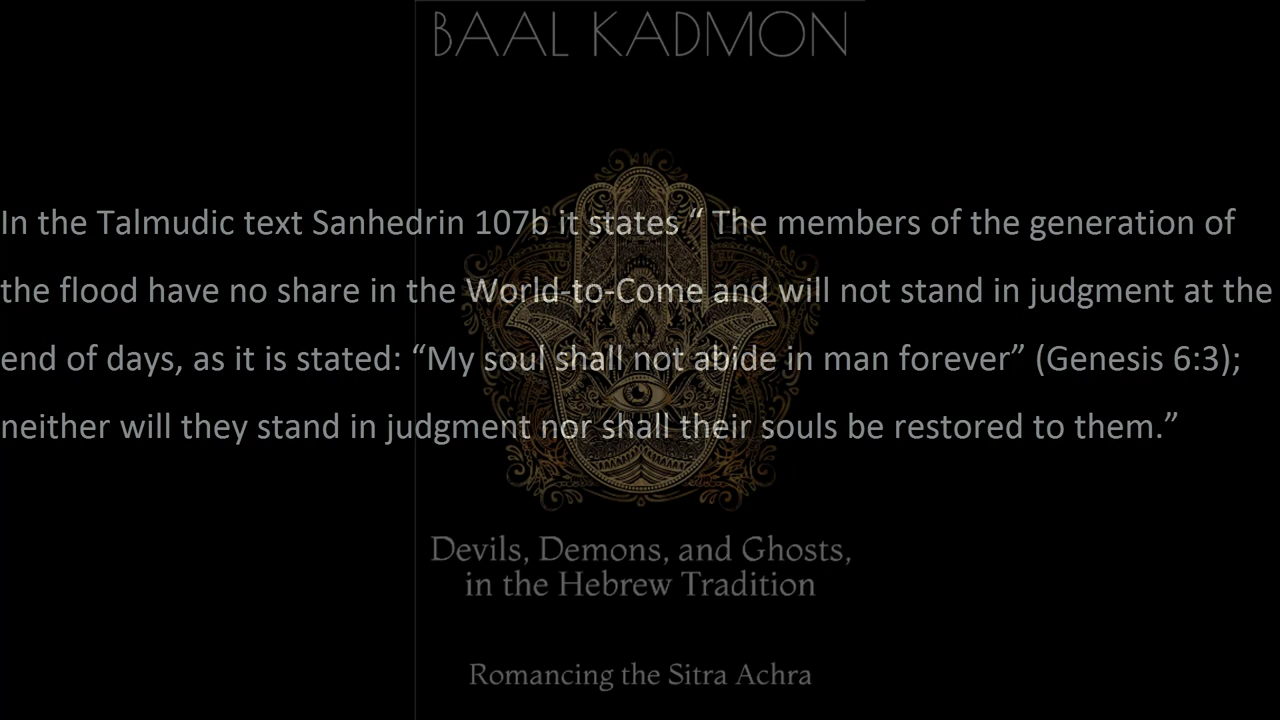 BAAL KADMON
In the Talmudic text Sanhedrin 107b it states “ The members of the generation of
the flood have no share in the World-to-Come and will not stand in judgment at the
end of days, as it is stated: “My soul shall not abide in man forever” (Genesis 6:3);
neither will they stand in judgment nor shall their souls be restored to them.”
Devils, Demons, and Ghosts,
in the Hebrew Tradition
Romancing the Sitra Achra